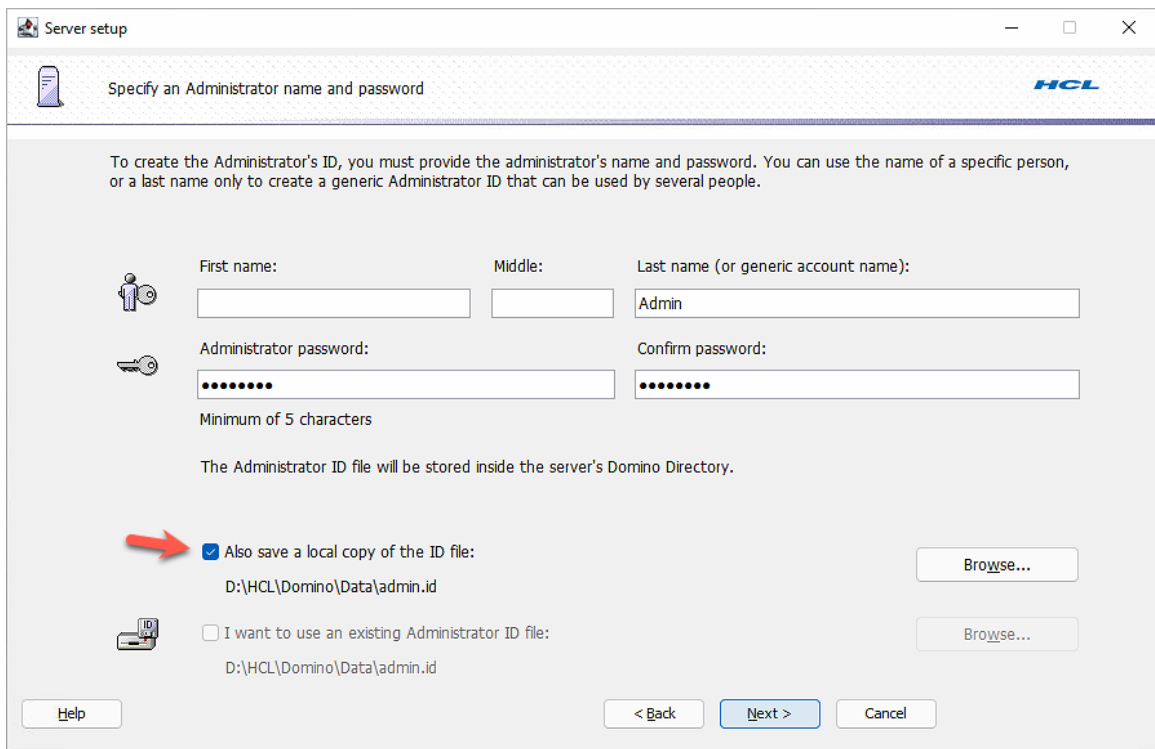 Server setup
Specify an Administrator name and password
HCL
To create the Administrator's ID, you must provide the administrator's name and password. You can use the name of a specific person,
or a last name only to create a generic Administrator ID that can be used by several people.
First name:
Middle:
Last name (or generic account name):
Admin
Administrator password:
Confirm password:
••••••••
••••••••
Minimum of 5 characters
The Administrator ID file will be stored inside the server's Domino Directory.
Also save a local copy of the ID file:
Browse...
D:\HCL\Domino\Data\admin.id
ID
I want to use an existing Administrator ID file:
Browse...
D:\HCL\Domino\Data\admin.id
Help
< Back
Next >
Cancel